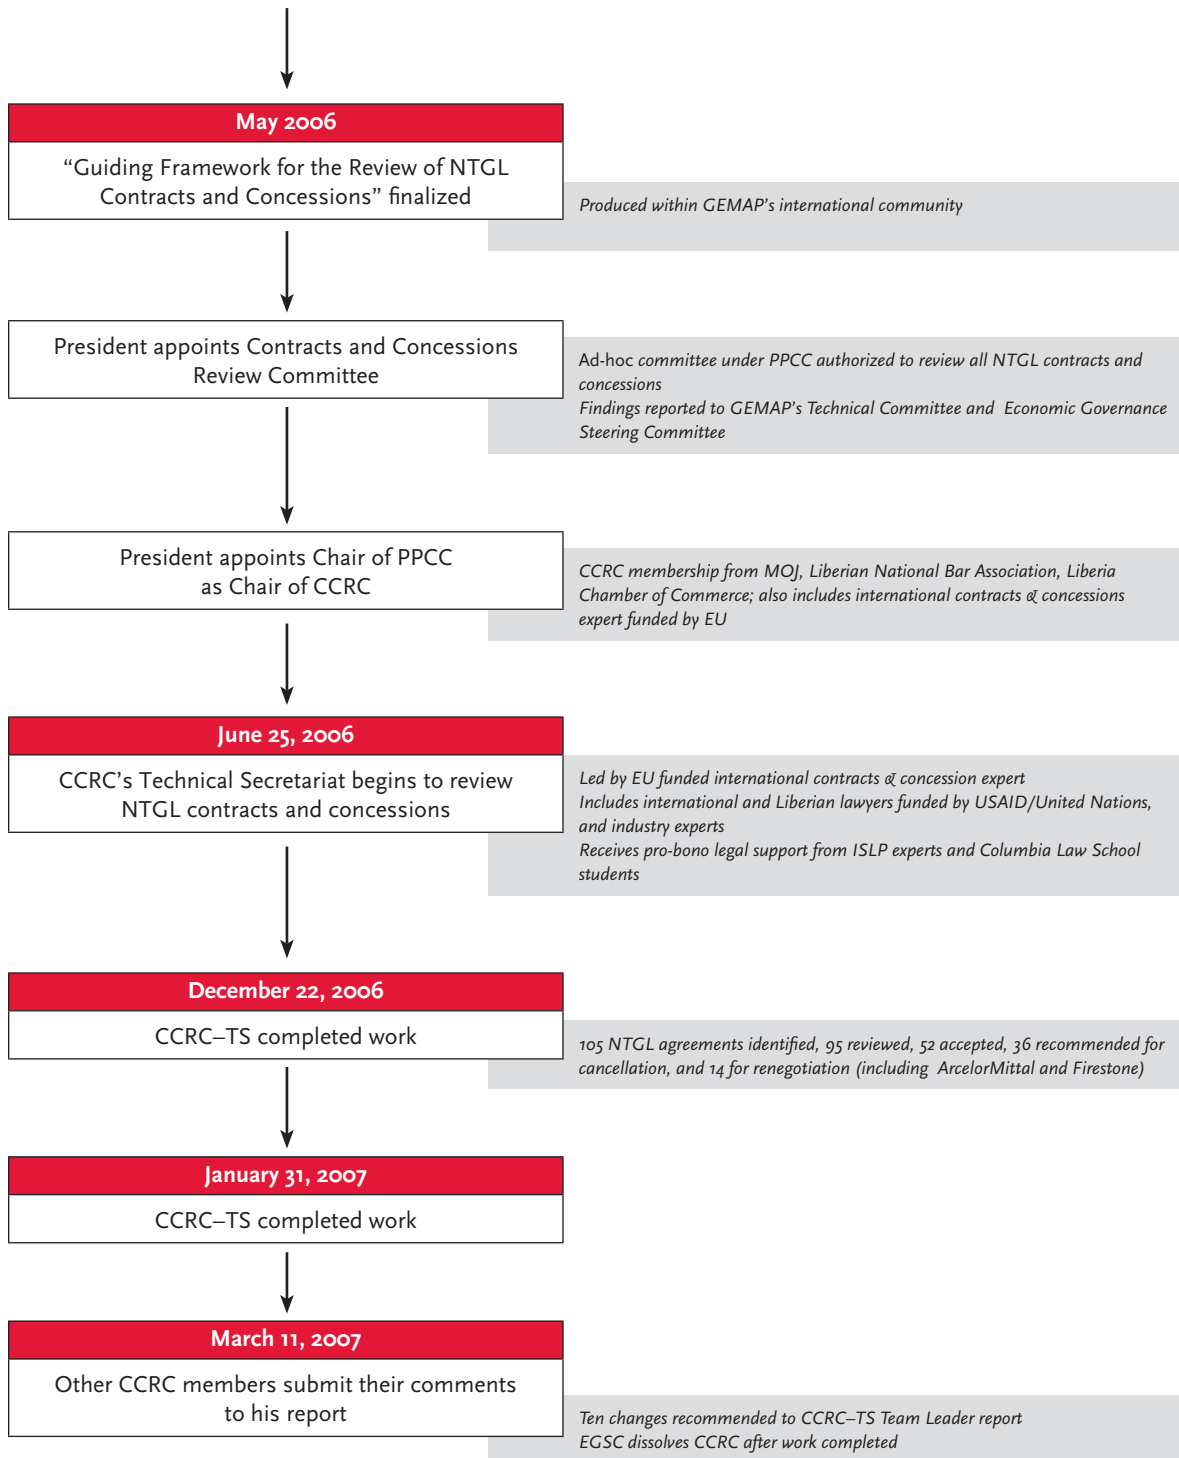 May 2006
“Guiding Framework for the Review of NTGL
Contracts and Concessions” finalized
Produced within GEMAP’s international community
President appoints Contracts and Concessions
Review Committee
Ad-hoc committee under PPCC authorized to review all NTGL contracts and
concessions
Findings reported to GEMAP’s Technical Committee and Economic Governance
Steering Committee
President appoints Chair of PPCC
as Chair of CCRC
CCRC membership from MOJ, Liberian National Bar Association, Liberia
Chamber of Commerce; also includes international contracts & concessions
expert funded by EU
June 25, 2006
CCRC’s Technical Secretariat begins to review
NTGL contracts and concessions
Led by EU funded international contracts & concession expert
Includes international and Liberian lawyers funded by USAID/United Nations,
and industry experts
Receives pro-bono legal support from ISLP experts and Columbia Law School
students
December 22, 2006
CCRC–TS completed work
105 NTGL agreements identified, 95 reviewed, 52 accepted, 36 recommended for
cancellation, and 14 for renegotiation (including ArcelorMittal and Firestone)
January 31, 2007
CCRC–TS completed work
March 11, 2007
Other CCRC members submit their comments
to his report
Ten changes recommended to CCRC–TS Team Leader report
EGSC dissolves CCRC after work completed